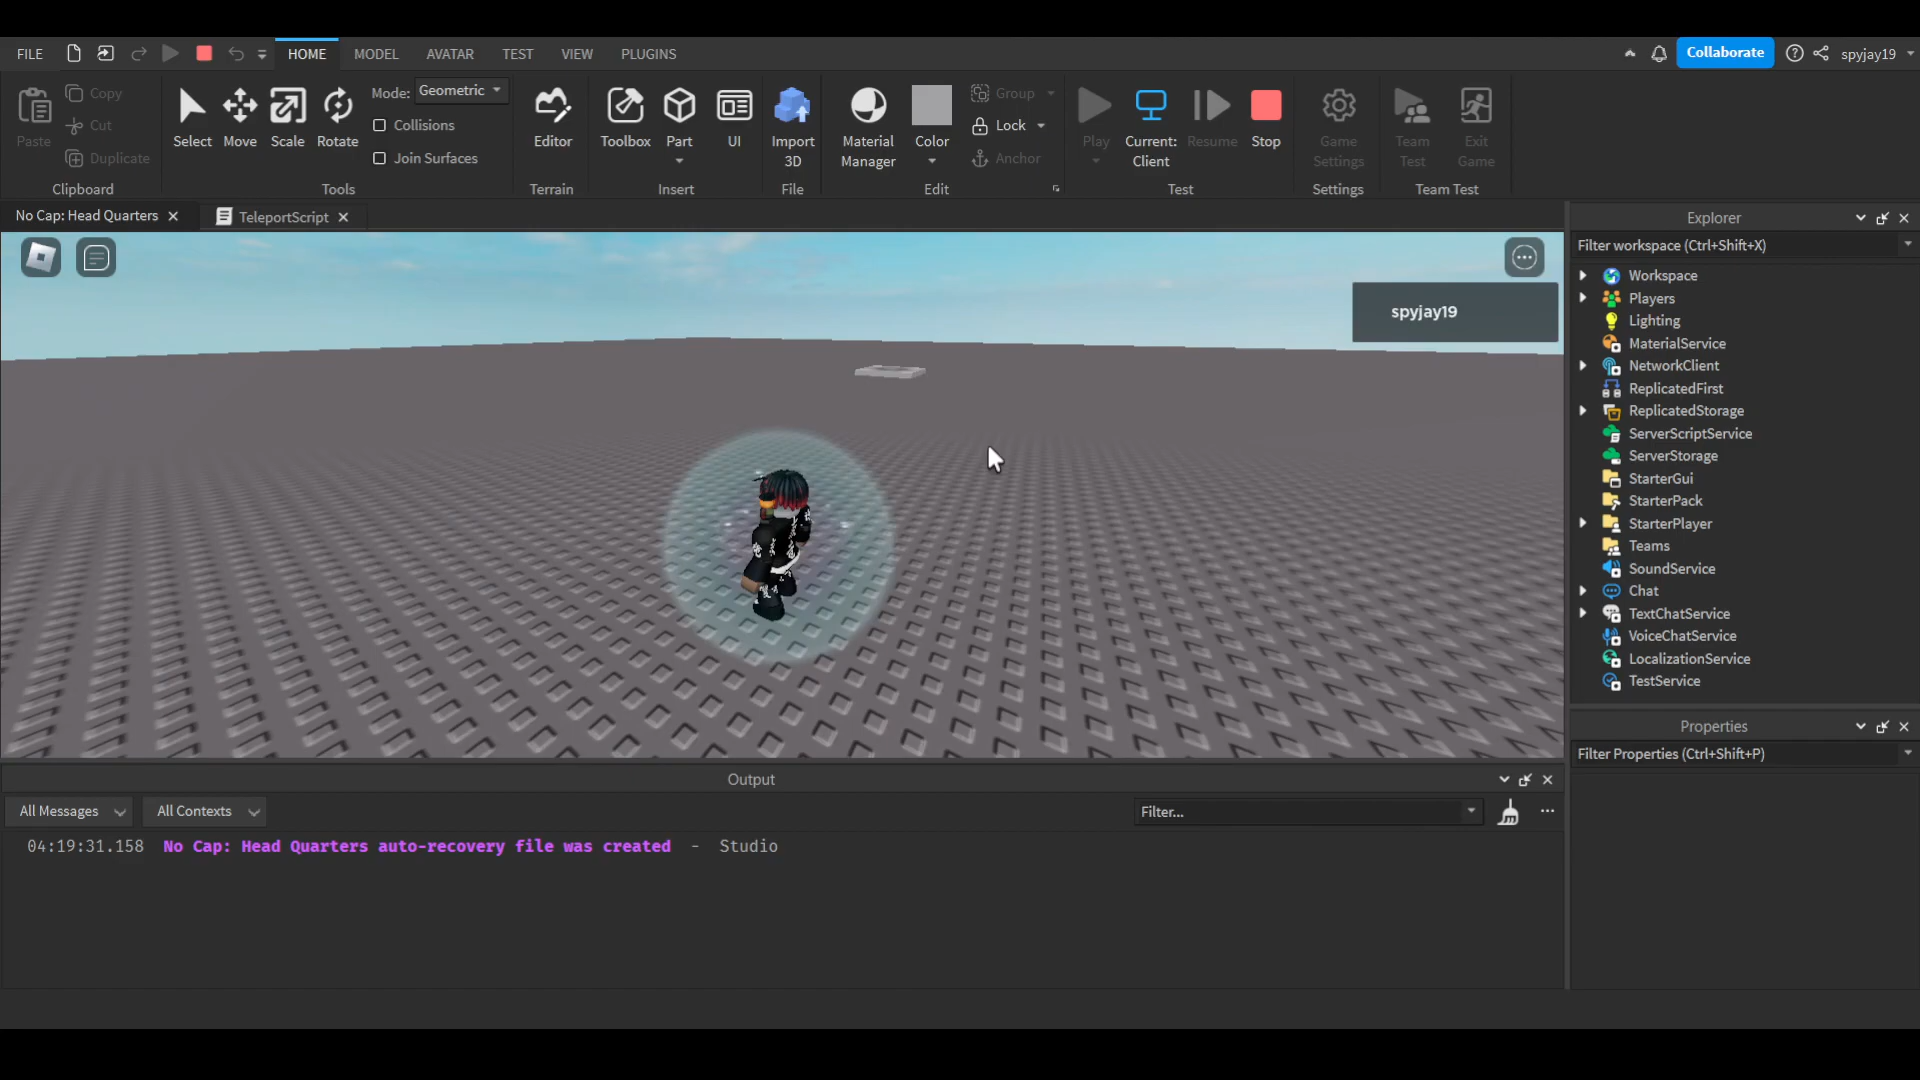 FILE
HOME
MODEL
AVATAR
TEST
VIEW
PLUGINS
Collaborate
spyjay19
Paste
Copy
Cut
Duplicate
Clipboard
Select
Move
Scale
Rotate
Mode: Geometric
Collisions
Join Surfaces
Tools
Editor
Terrain
Toolbox
Part
UI
Insert
Import
3D
File
Material
Manager
Color
Group
Lock
Anchor
Edit
Play
Current:
Client
Resume
Stop
Test
Game
Settings
Settings
Team
Test
Exit
Game
Team Test
No Cap: Head Quarters
TeleportScript
spyjay19
Explorer
Filter workspace (Ctrl+Shift+X)
Workspace
Players
Lighting
MaterialService
NetworkClient
ReplicatedFirst
ReplicatedStorage
ServerScriptService
ServerStorage
StarterGui
StarterPack
StarterPlayer
Teams
SoundService
Chat
TextChatService
VoiceChatService
LocalizationService
TestService
Properties
Filter Properties (Ctrl+Shift+P)
Output
All Messages
All Contexts
Filter...
04:19:31.158 No Cap: Head Quarters auto-recovery file was created - Studio